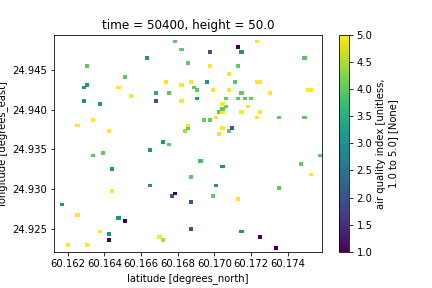 time = 50400, height = 50.0
24.945
24.940
24.935
24.930
24.925
longitude [degrees_east]
60.162 60.164 60.166 60.168 60.170 60.172 60.174
latitude [degrees_north]
5.0
4.5
4.0
3.5
3.0
2.5
2.0
1.5
1.0
air quality index [unitless,
1.0 to 5.0] [None]